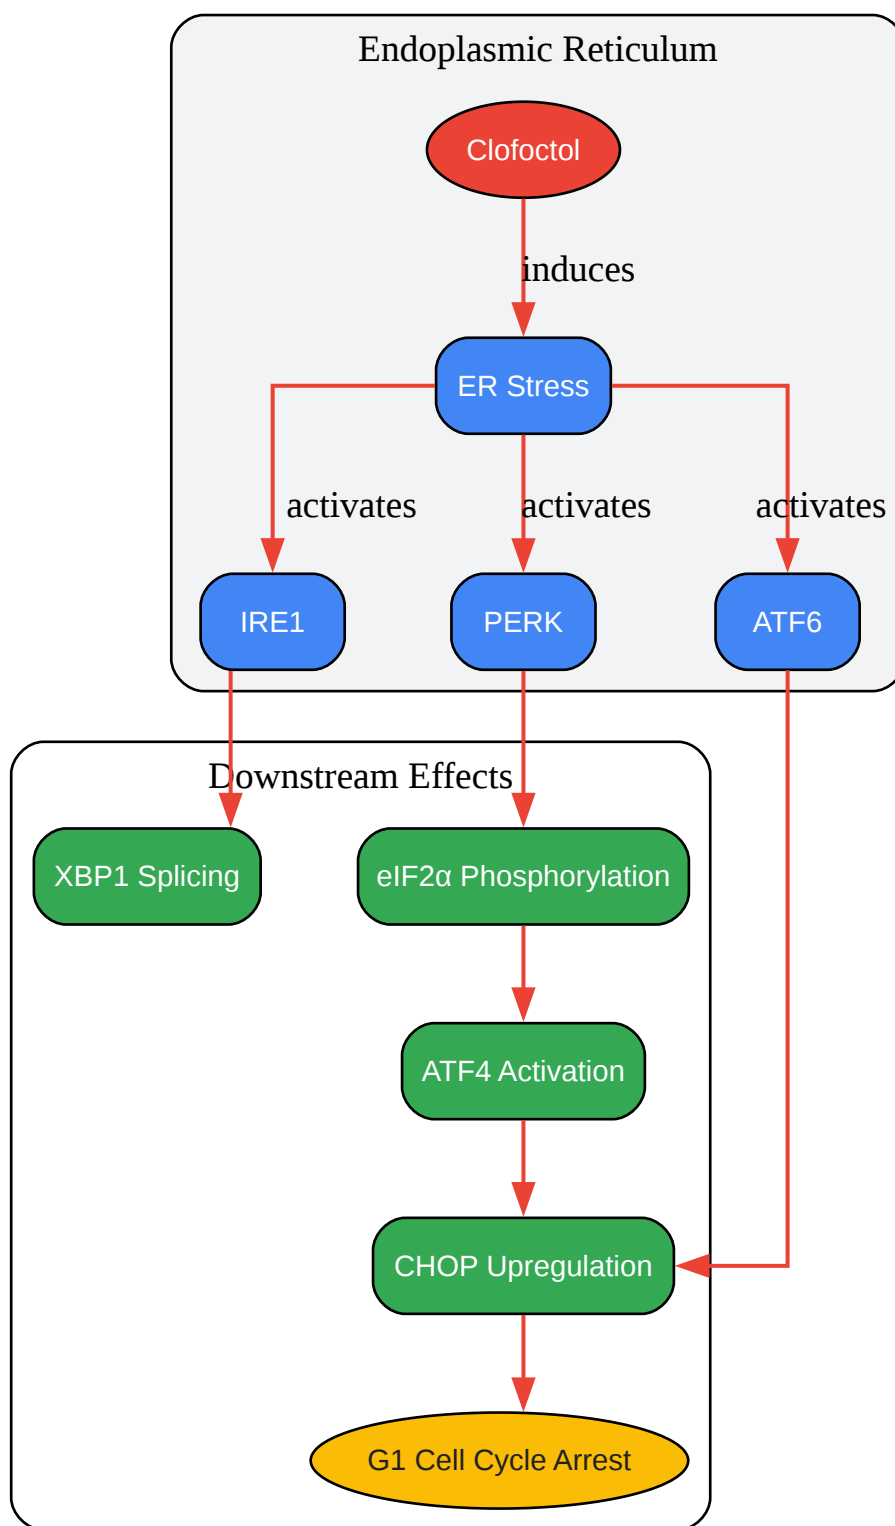 Endoplasmic Reticulum
Clofoctol
induces
ER Stress
activates
activates
activates
IRE1
PERK
ATF6
Downstream Effects
XBP1 Splicing
eIF2α Phosphorylation
ATF4 Activation
CHOP Upregulation
G1 Cell Cycle Arrest